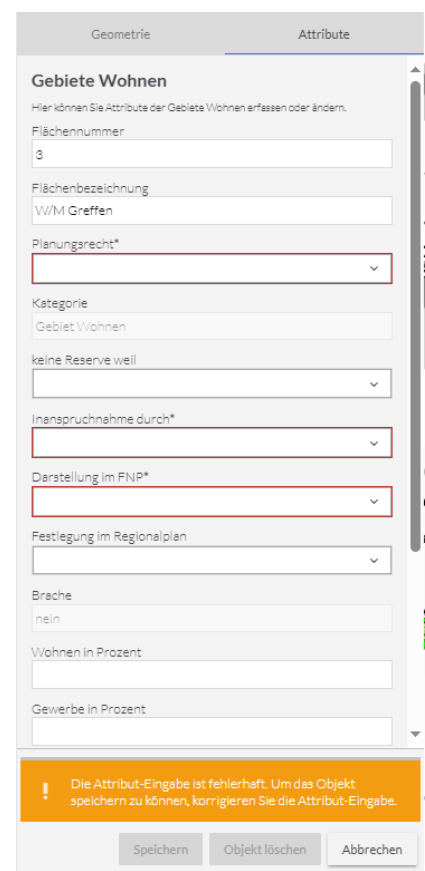 Geometrie Attribute
Gebiete Wohnen
Hier können Sie Attribute der Gebiete Wohnen erfassen oder ändern.
Flächennummer
3
Flächenbezeichnung
W/M Greffen
Planungsrecht*
Kategorie
Gebiet Wohnen
keine Reserve weil
Inanspruchnahme durch*
Darstellung im FNP*
Festlegung im Regionalplan
Brache
nein
Wohnen in Prozent
Gewerbe in Prozent
! Die Attribut-Eingabe ist fehlerhaft. Um das Objekt
speichern zu können, korrigieren Sie die Attribut-Eingabe.
Speichern Objekt löschen Abbrechen